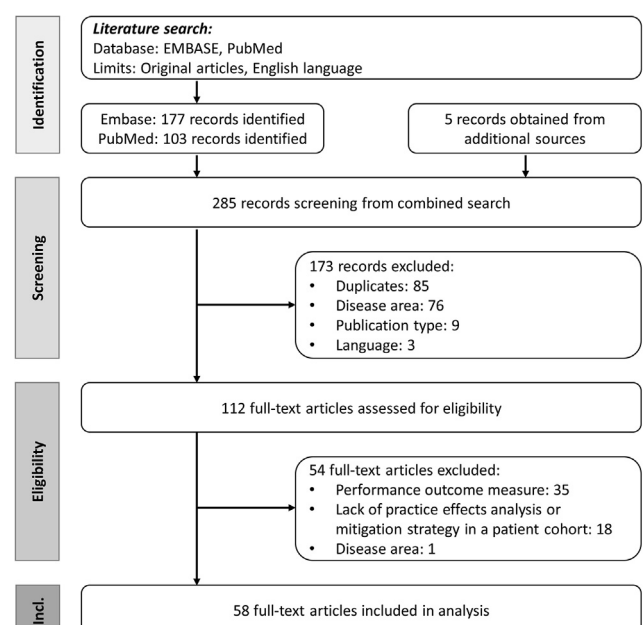 Identification
Literature search:
Database: EMBASE, PubMed
Limits: Original articles, English language
Embase: 177 records identified
PubMed: 103 records identified
5 records obtained from
additional sources
Screening
285 records screening from combined search
173 records excluded:
• Duplicates: 85
• Disease area: 76
• Publication type: 9
• Language: 3
Eligibility
112 full-text articles assessed for eligibility
54 full-text articles excluded:
• Performance outcome measure: 35
• Lack of practice effects analysis or
mitigation strategy in a patient cohort: 18
• Disease area: 1
Incl.
58 full-text articles included in analysis